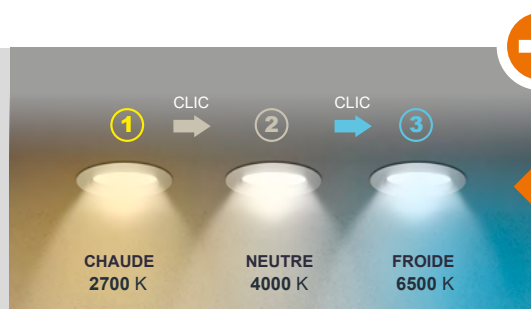 CLIC CLIC
1 2 3
CHAUDE NEUTRE FROIDE
2700 K 4000 K 6500 K